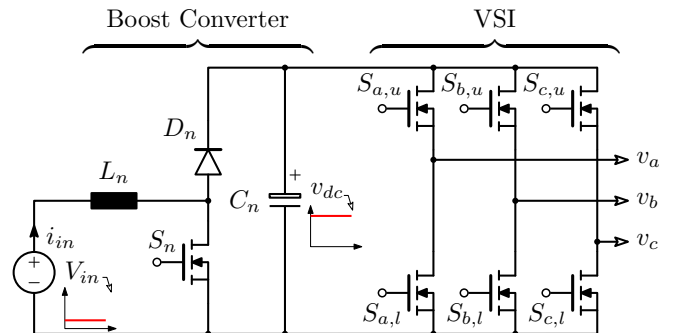 Boost Converter
VSI
S_{a,u}
S_{b,u}
S_{c,u}
D_n
L_n
C_n
+
v_{dc}
v_a
v_b
v_c
i_{in}
S_n
+
−
V_{in}
S_{a,l}
S_{b,l}
S_{c,l}